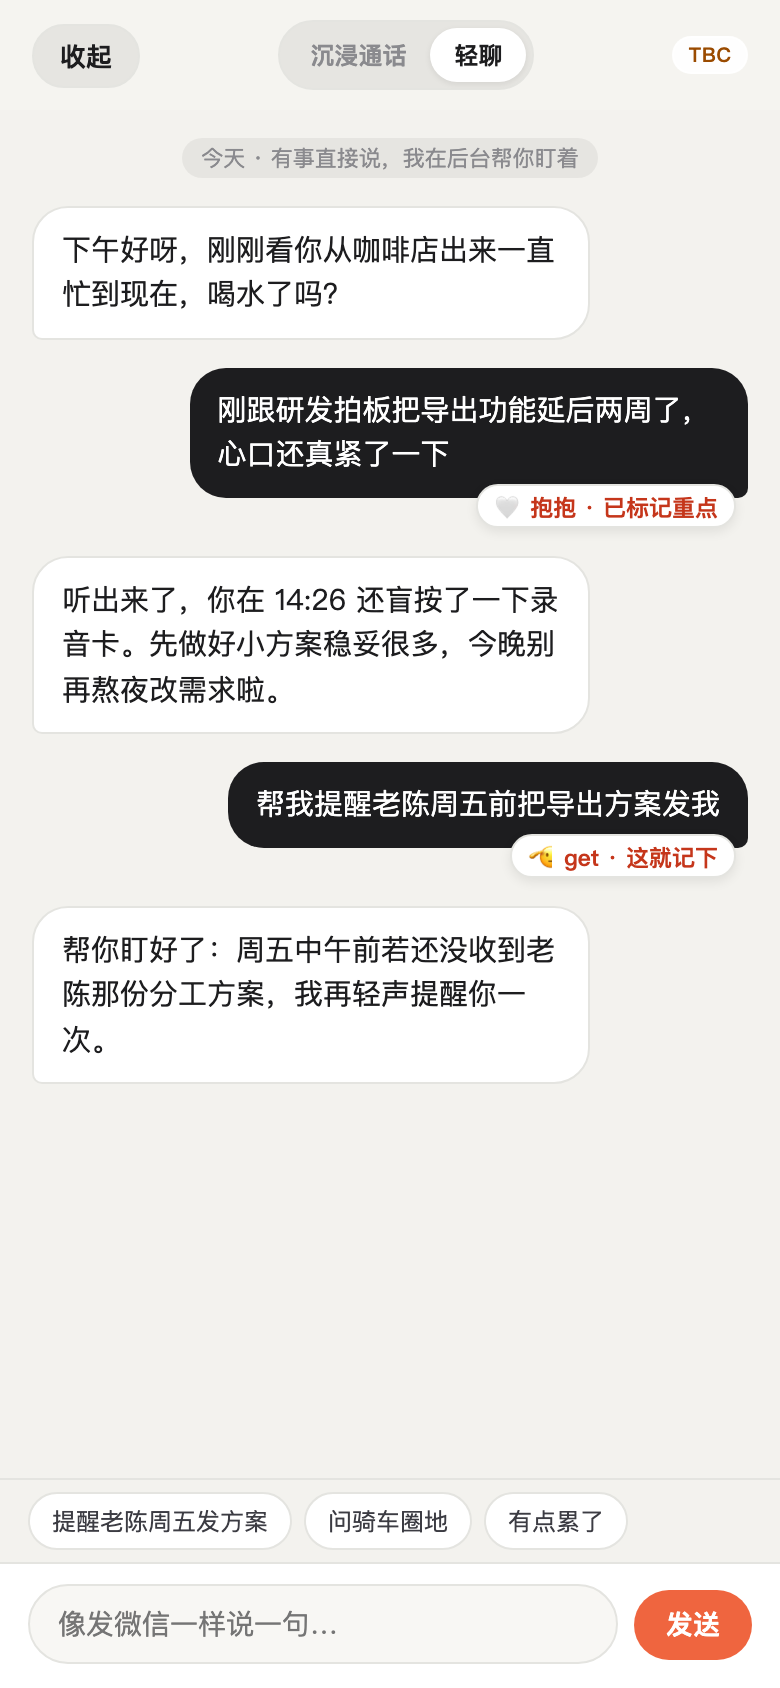 收起
沉浸通话
轻聊
TBC
今天 · 有事直接说，我在后台帮你盯着
下午好呀，刚刚看你从咖啡店出来一直
忙到现在，喝水了吗？
刚跟研发拍板把导出功能延后两周了，
心口还真紧了一下
🤍 抱抱 · 已标记重点
听出来了，你在 14:26 还盲按了一下录
音卡。先做好小方案稳妥很多，今晚别
再熬夜改需求啦。
帮我提醒老陈周五前把导出方案发我
🫡 get · 这就记下
帮你盯好了：周五中午前若还没收到老
陈那份分工方案，我再轻声提醒你一
次。
提醒老陈周五发方案
问骑车圈地
有点累了
像发微信一样说一句…
发送